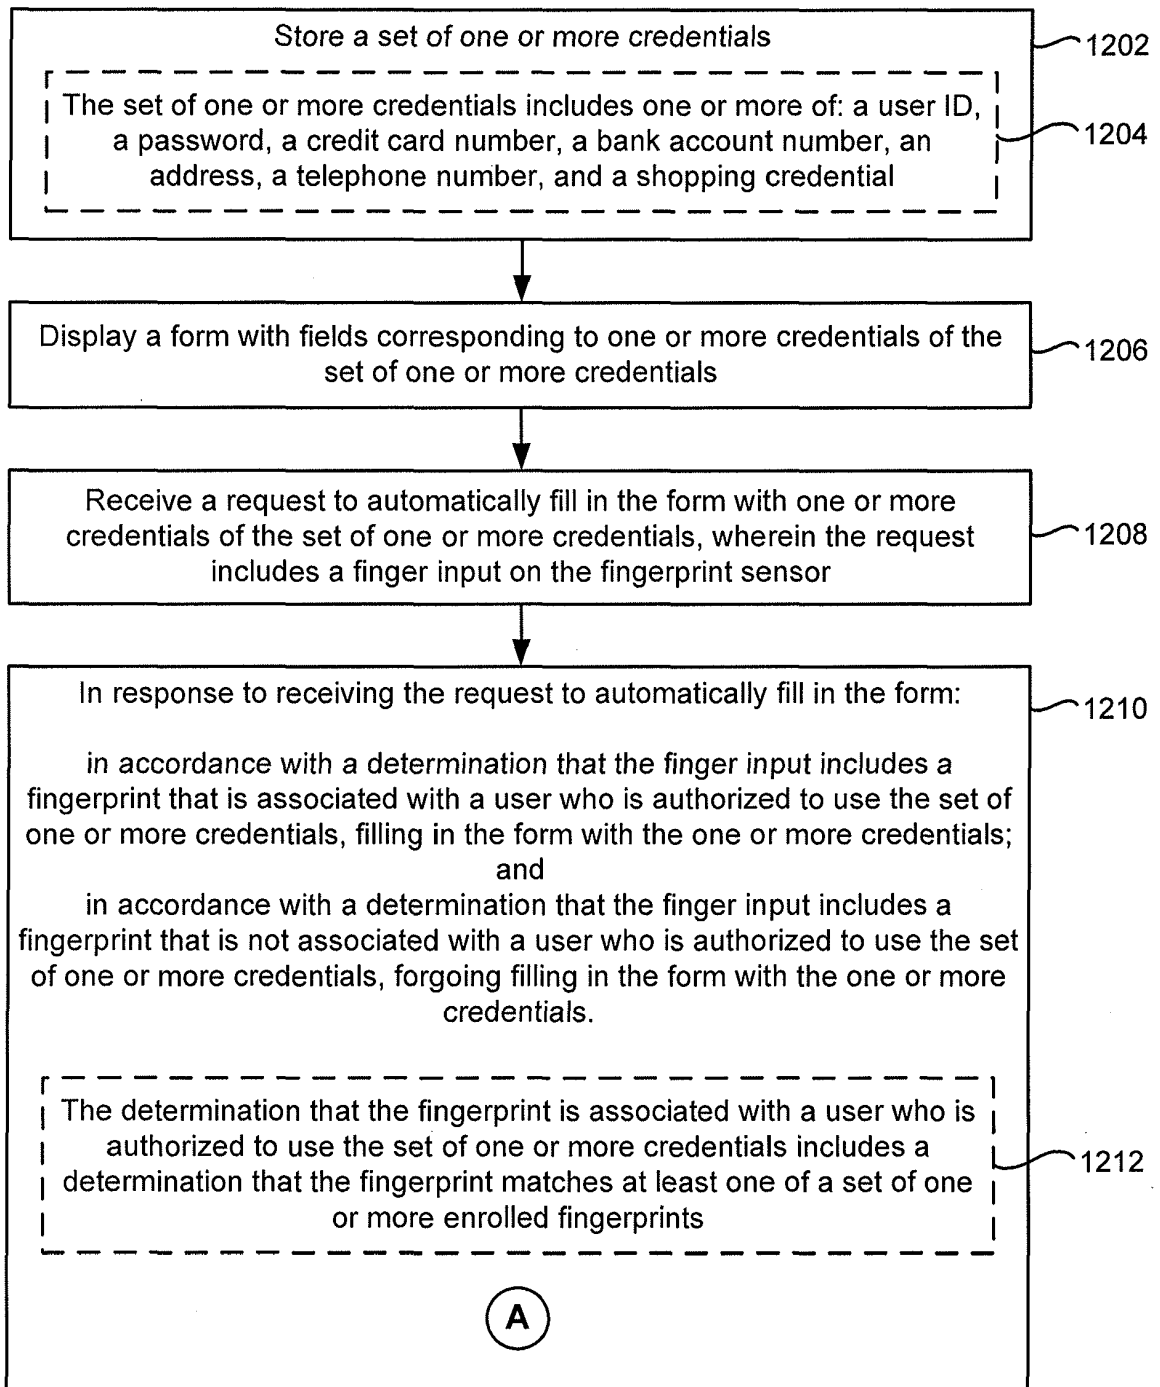 Store a set of one or more credentials
1202
The set of one or more credentials includes one or more of: a user ID,
a password, a credit card number, a bank account number, an
address, a telephone number, and a shopping credential
1204
Display a form with fields corresponding to one or more credentials of the
set of one or more credentials
1206
Receive a request to automatically fill in the form with one or more
credentials of the set of one or more credentials, wherein the request
includes a finger input on the fingerprint sensor
1208
In response to receiving the request to automatically fill in the form:
1210
in accordance with a determination that the finger input includes a
fingerprint that is associated with a user who is authorized to use the set of
one or more credentials, filling in the form with the one or more credentials;
and
in accordance with a determination that the finger input includes a
fingerprint that is not associated with a user who is authorized to use the set
of one or more credentials, forgoing filling in the form with the one or more
credentials.
The determination that the fingerprint is associated with a user who is
authorized to use the set of one or more credentials includes a
determination that the fingerprint matches at least one of a set of one
or more enrolled fingerprints
1212
A